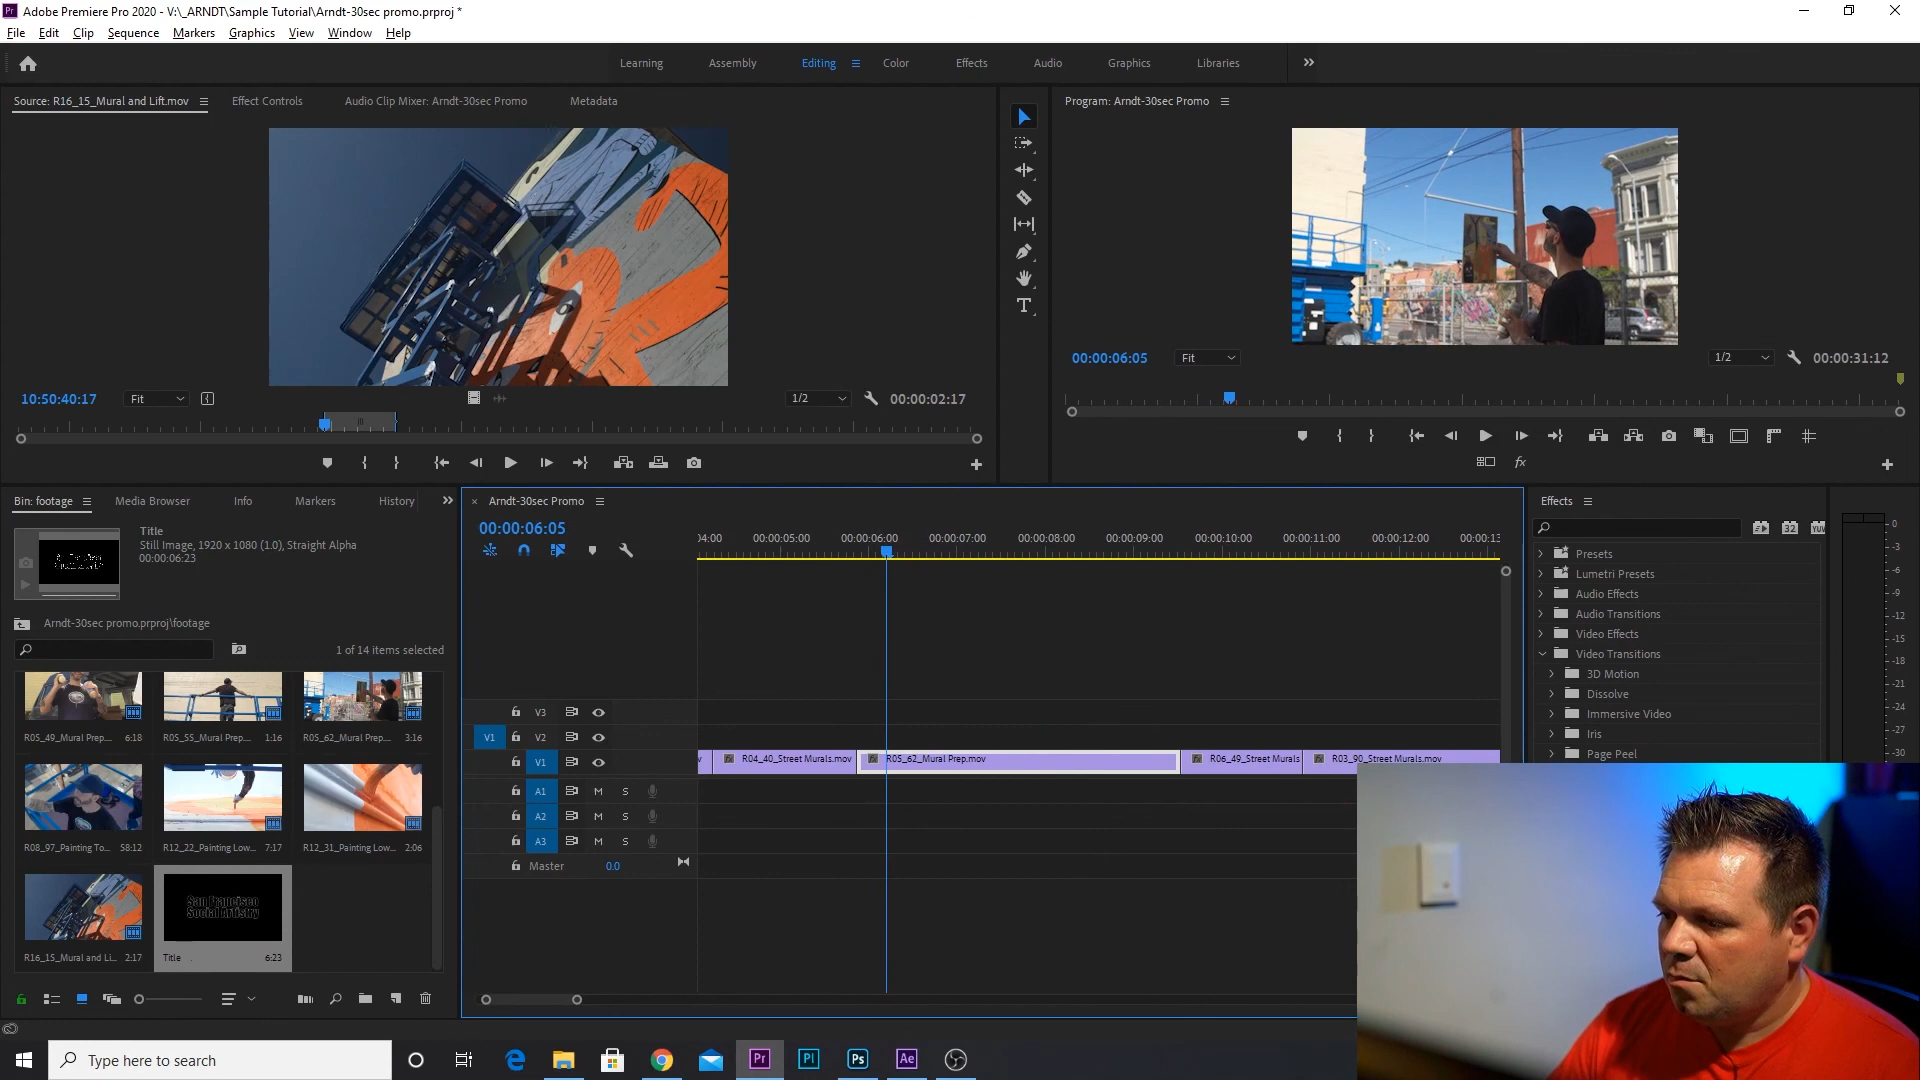 Adobe Premiere Pro 2020 - V:\_ARNDT\Sample Tutorial\Arndt-30sec promo.prproj *
File Edit Clip Sequence Markers Graphics View Window Help
Learning Assembly Editing Color Effects Audio Graphics Libraries
Source: R16_15_Mural and Lift.mov Effect Controls Audio Clip Mixer: Arndt-30sec Promo Metadata
Program: Arndt-30sec Promo
00:00:06:05 Fit 1/2 00:00:31:12
10:50:40:17 Fit 1/2 00:00:02:17
Bin: footage Media Browser Info Markers History
Arndt-30sec Promo
Effects
Title
Still Image, 1920 x 1080 (1.0), Straight Alpha
00:00:06:23
00:00:06:05
04:00 00:00:05:00 00:00:06:00 00:00:07:00 00:00:08:00 00:00:09:00 00:00:10:00 00:00:11:00 00:00:12:00 00:00:13
Arndt-30sec promo.prproj\footage
1 of 14 items selected
R05_49_Mural Prep... 6:18
R05_55_Mural Prep... 1:16
R05_62_Mural Prep... 3:16
R08_97_Painting To... 58:12
R12_22_Painting Low... 7:17
R12_31_Painting Low... 2:06
R16_15_Mural and Li... 2:17
San Francisco
Social Artistry
Title 6:23
V3
V1 V2
V1
R04_40_Street Murals.mov R05_62_Mural Prep.mov R06_49_Street Murals R03_90_Street Murals.mov
A1 M S
A2 M S
A3 M S
Master 0.0
Presets
Lumetri Presets
Audio Effects
Audio Transitions
Video Effects
Video Transitions
3D Motion
Dissolve
Immersive Video
Iris
Page Peel
0
-3
-6
-9
-12
-15
-18
-21
-24
-27
-30
Type here to search
Pr Pl Ps Ae